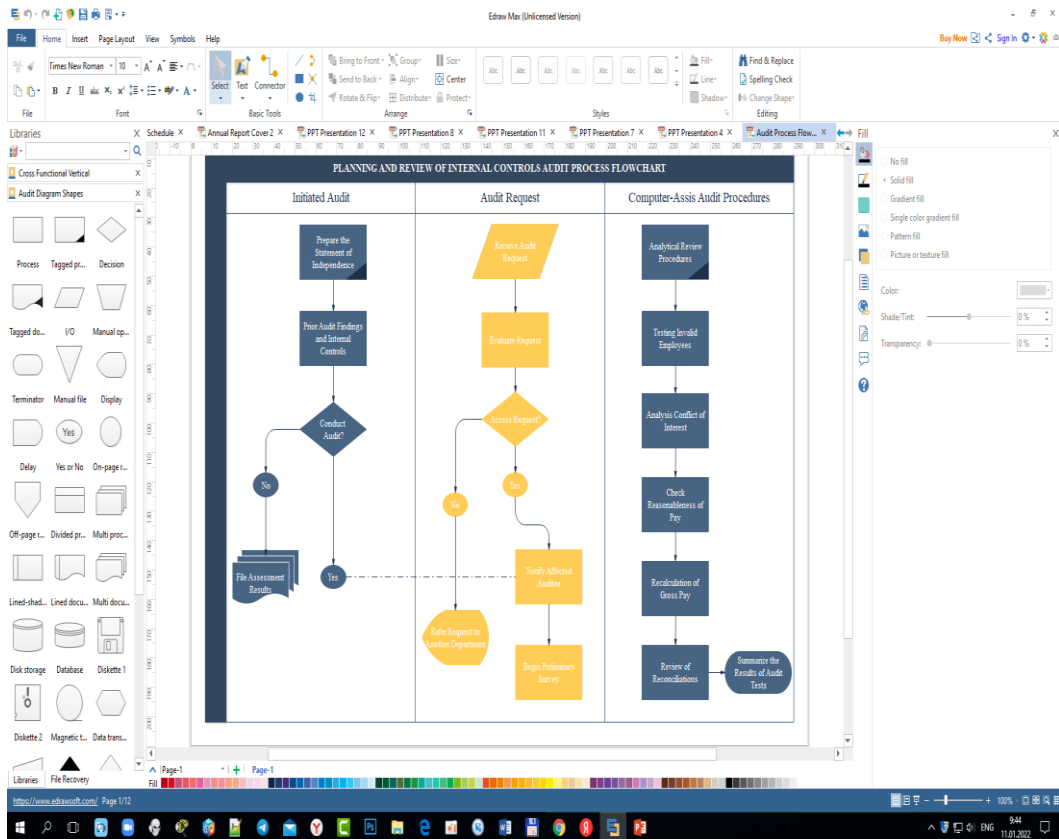 Edraw Max (Unlicensed Version)
File Home Insert Page Layout View Symbols Help
Buy Now Sign In
Times New Roman 10
Select Text Connector
Bring to Front Group Size
Send to Back Align Center
Rotate & Flip Distribute Protect
Abc Abc Abc Abc Abc Abc Abc
Fill
Line
Shadow
Find & Replace
Spelling Check
Change Shape
File Font Basic Tools Arrange Styles Editing
Libraries
Schedule X Annual Report Cover 2 X PPT Presentation 12 X PPT Presentation 8 X PPT Presentation 11 X PPT Presentation 7 X PPT Presentation 4 X Audit Process Flow... X
Fill
Cross Functional Vertical
Audit Diagram Shapes
Process Tagged pr... Decision
Tagged do... I/O Manual op...
Terminator Manual file Display
Yes
Delay Yes or No On-page r...
Off-page r... Divided pr... Multi proc...
Lined-shad... Lined docu... Multi docu...
Disk storage Database Diskette 1
Diskette 2 Magnetic t... Data trans...
Libraries File Recovery
PLANNING AND REVIEW OF INTERNAL CONTROLS AUDIT PROCESS FLOWCHART
Initiated Audit
Prepare the
Statement of
Independence
Prior Audit Findings
and Internal
Controls
Conduct
Audit?
No
File Assessment
Results
Yes
Audit Request
Receive Audit
Request
Evaluate Request
Access Request?
Yes
No
Notify Affected
Auditee
Refer Request to
Another Department
Begin Preliminary
Survey
Computer-Assis Audit Procedures
Analytical Review
Procedures
Testing Invalid
Employees
Analysis Conflict of
Interest
Check
Reasonableness of
Pay
Recalculation of
Gross Pay
Review of
Reconciliations
Summarize the
Results of Audit
Tests
No fill
Solid fill
Gradient fill
Single color gradient fill
Pattern fill
Picture or texture fill
Color:
Shade/Tint: 0 %
Transparency: 0 %
Page-1 Page-1
Fill
https://www.edrawsoft.com/ Page 1/12
100%
ENG
9:44
11.01.2022